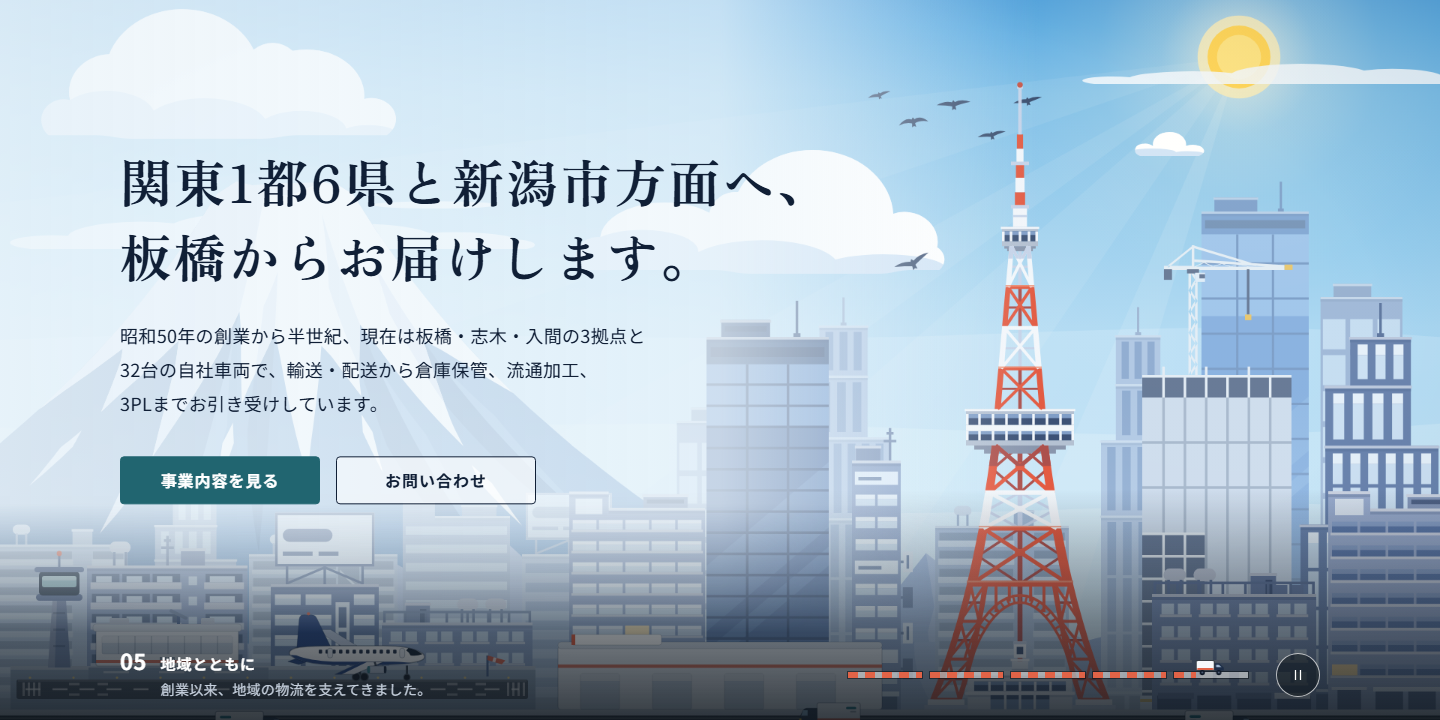 関東1都6県と新潟市方面へ、
板橋からお届けします。
昭和50年の創業から半世紀、現在は板橋・志木・入間の3拠点と
32台の自社車両で、輸送・配送から倉庫保管、流通加工、
3PLまでお引き受けしています。
事業内容を見る
お問い合わせ
05 地域とともに
創業以来、地域の物流を支えてきました。